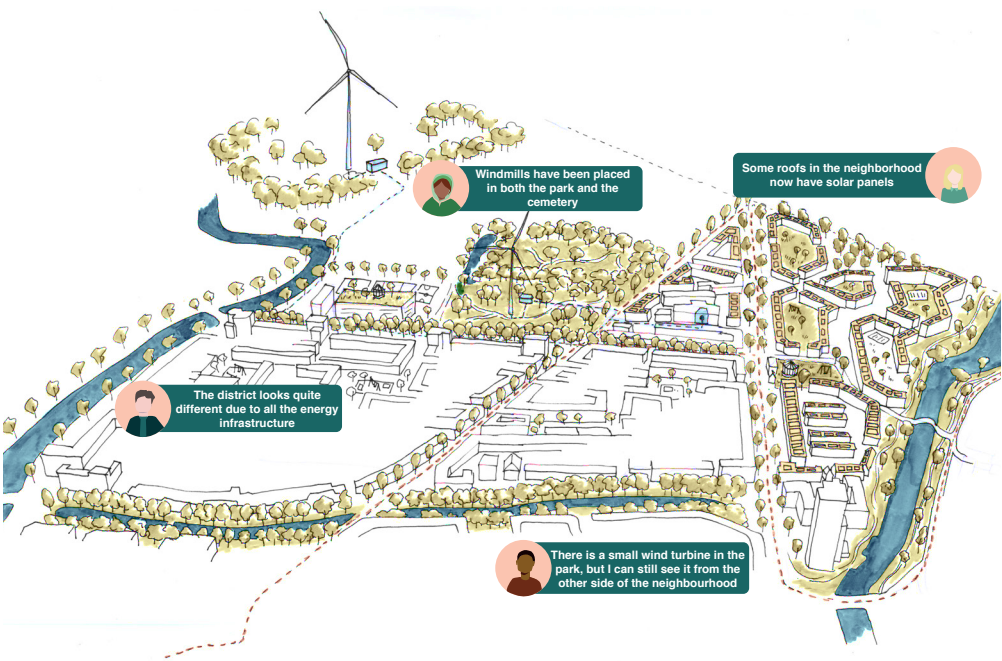 Windmills have been placed
in both the park and the
cemetery
Some roofs in the neighborhood
now have solar panels
The district looks quite
different due to all the energy
infrastructure
There is a small wind turbine in the
park, but I can still see it from the
other side of the neighbourhood